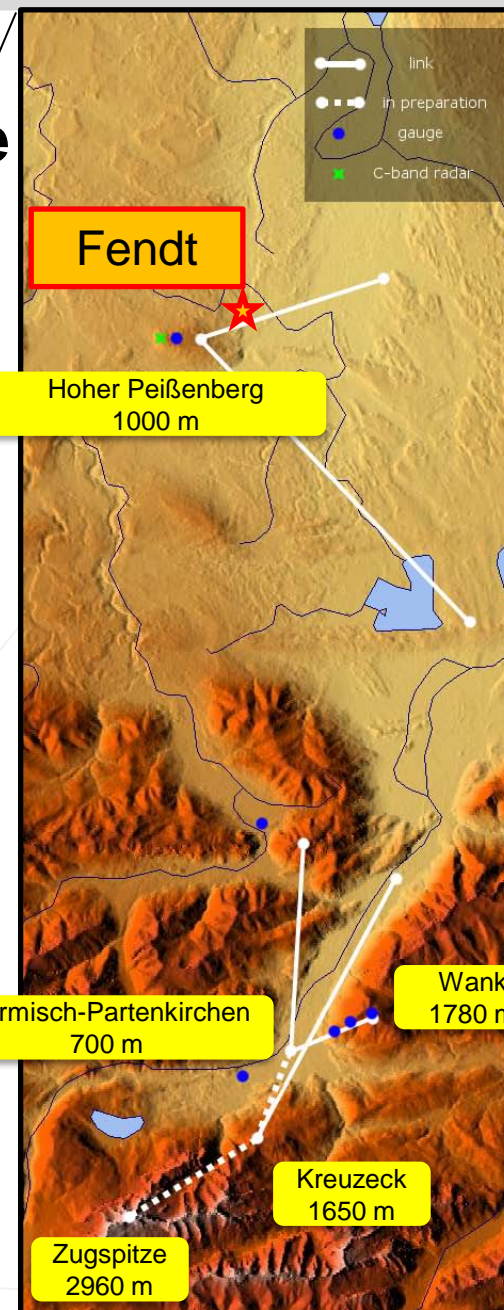 link
in preparation
gauge
C-band radar
e
Fendt
Hoher Peißenberg
1000 m
rmisch-Partenkirchen
700 m
Wank
1780 m
Kreuzeck
1650 m
Zugspitze
2960 m